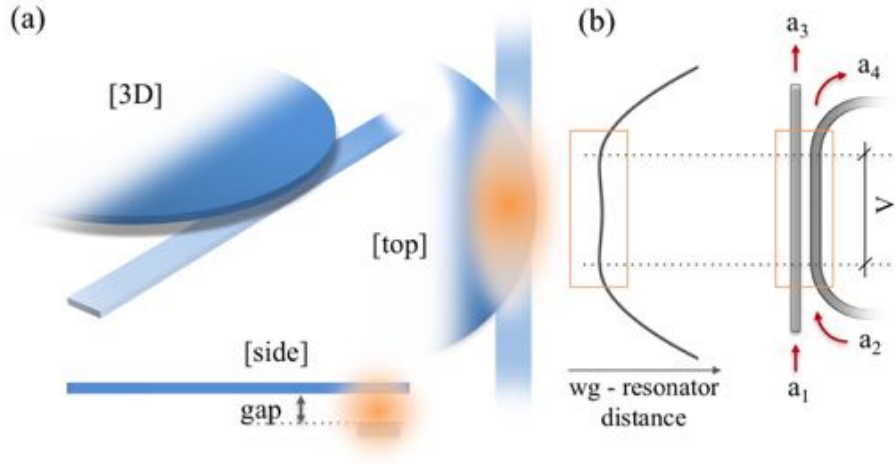 (a)
[3D]
[top]
[side]
gap
(b)
a3
a4
V
a2
a1
wg - resonator
distance